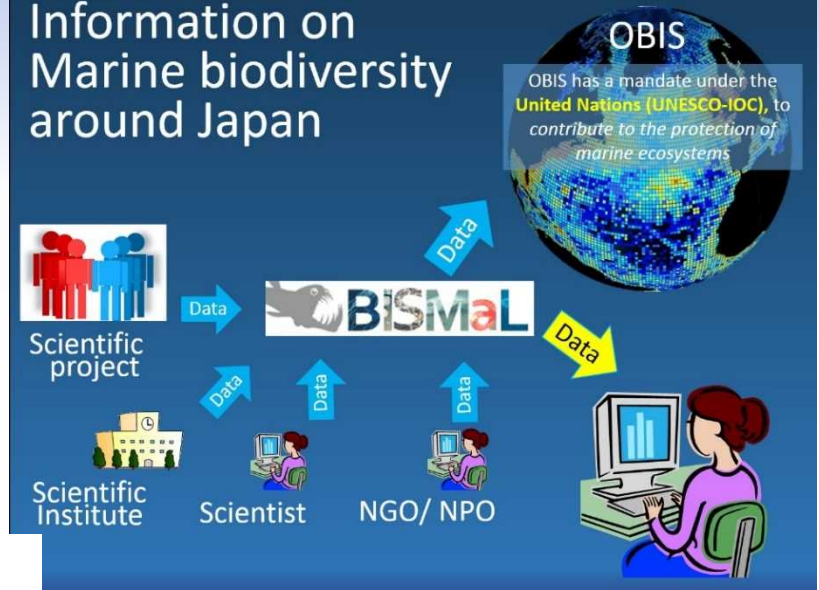 Information on
Marine biodiversity
around Japan
OBIS
OBIS has a mandate under the
United Nations (UNESCO-IOC), to
contribute to the protection of
marine ecosystems
Data
Data
BISMaL
Data
Scientific
project
Data
Data
Data
Scientific
Institute
Scientist
NGO/ NPO